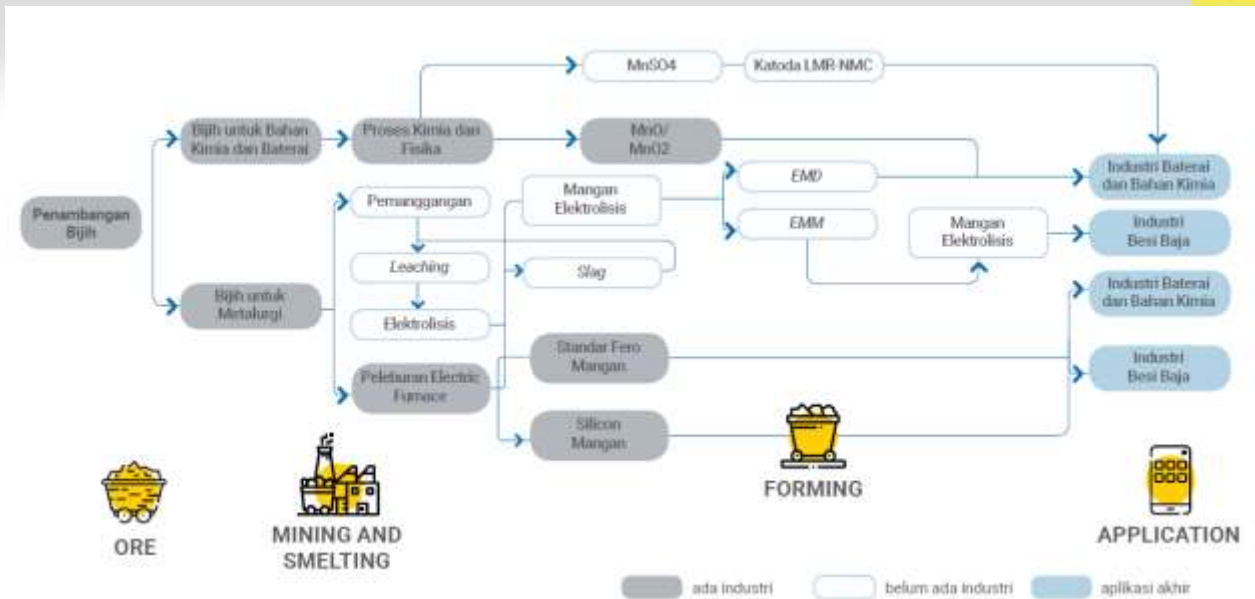 MnSO4
Katoda LMR-NMC
Bijih untuk Bahan
Kimia dan Baterai
Proses Kimia dan
Fisika
MnO/
MnO2
Industri Baterai
dan Bahan Kimia
Penambangan
Bijih
Pemanggangan
Mangan
Elektrolisis
EMD
EMM
Mangan
Elektrolisis
Industri
Besi Baja
Leaching
Slag
Bijih untuk
Metalurgi
Elektrolisis
Industri Baterai
dan Bahan Kimia
Standar Fero
Mangan
Peleburan Electric
Furnace
Industri
Besi Baja
Silicon
Mangan
ORE
MINING AND
SMELTING
FORMING
APPLICATION
ada industri
belum ada industri
aplikasi akhir